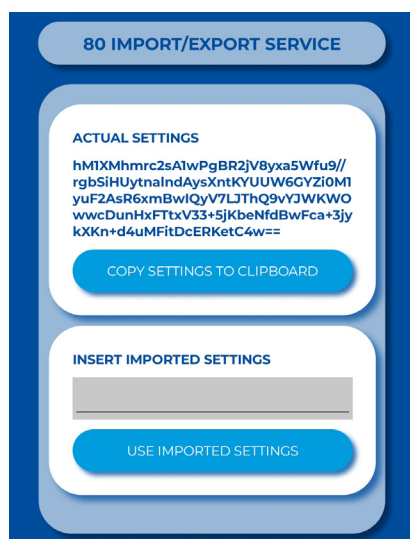 80 IMPORT/EXPORT SERVICE
ACTUAL SETTINGS
hM1XMhmrc2sA1wPgBR2jV8yxa5Wfu9//
rgbSiHUytnaIndAysXntKYUUW6GYZi0M1
yuF2AsR6xmBwIQyV7LJThQ9vYJWKWO
wwcDunHxFTtxV33+5jKbeNfdBwFca+3jy
kXKn+d4uMFitDcERKetC4w==
COPY SETTINGS TO CLIPBOARD
INSERT IMPORTED SETTINGS
USE IMPORTED SETTINGS